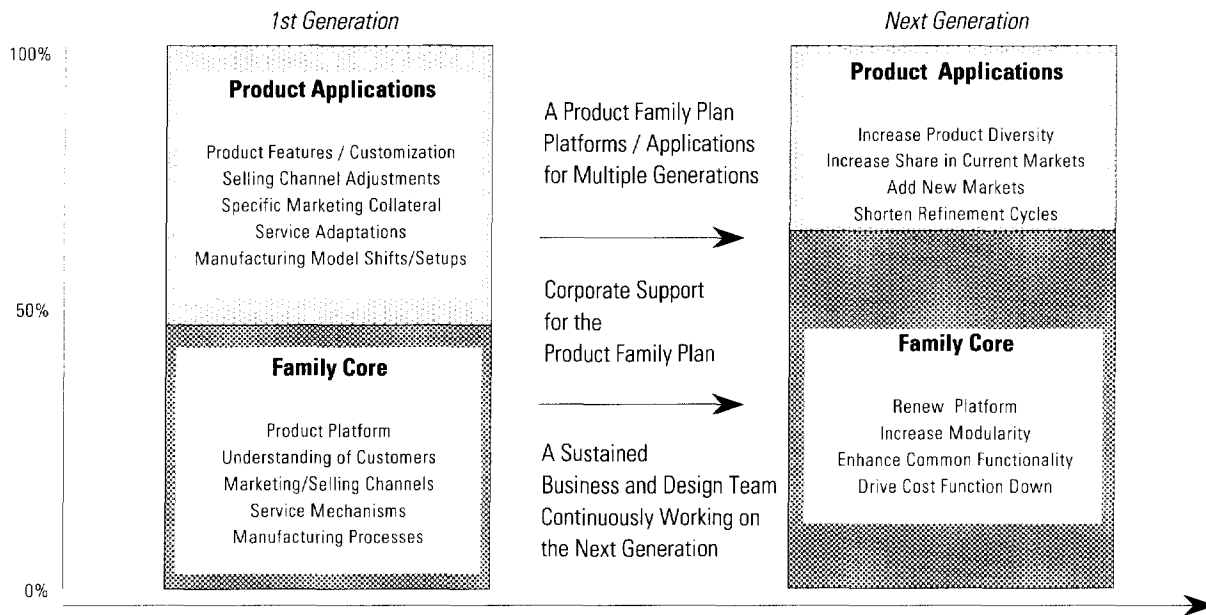 1st Generation
Next Generation
100%
50%
0%
Product Applications
Product Features / Customization
Selling Channel Adjustments
Specific Marketing Collateral
Service Adaptations
Manufacturing Model Shifts/Setups
Family Core
Product Platform
Understanding of Customers
Marketing/Selling Channels
Service Mechanisms
Manufacturing Processes
A Product Family Plan
Platforms / Applications
for Multiple Generations
Corporate Support
for the
Product Family Plan
A Sustained
Business and Design Team
Continuously Working on
the Next Generation
Product Applications
Increase Product Diversity
Increase Share in Current Markets
Add New Markets
Shorten Refinement Cycles
Family Core
Renew Platform
Increase Modularity
Enhance Common Functionality
Drive Cost Function Down